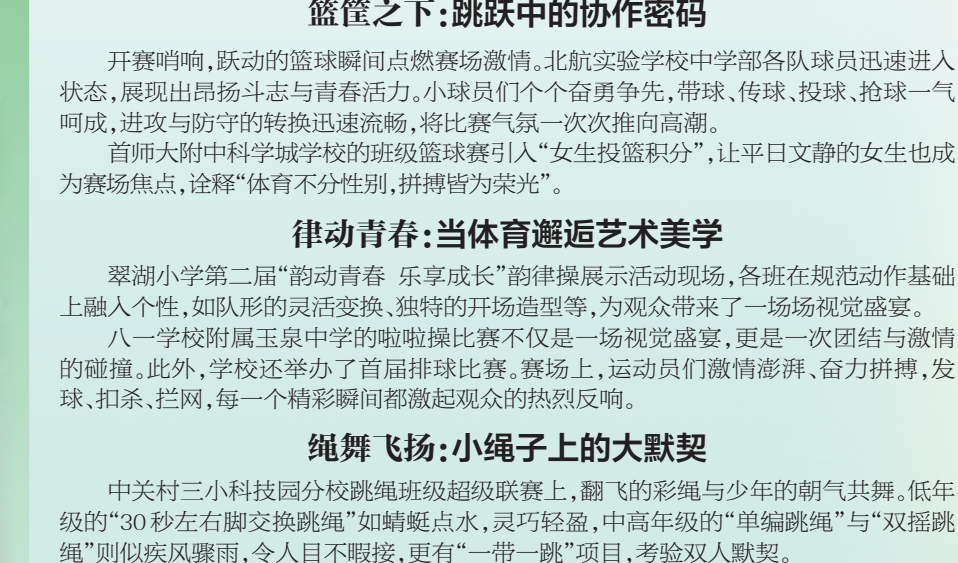 篮筐之下:跳跃中的协作密码
开赛哨响,跃动的篮球瞬间点燃赛场激情。北航实验学校中学部各队球员迅速进入
状态,展现出昂扬斗志与青春活力。小球员们个个奋勇争先,带球、传球、投球、抢球一气
呵成,进攻与防守的转换迅速流畅,将比赛气氛一次次推向高潮。
首师大附中科学城学校的班级篮球赛引入“女生投篮积分”,让平日文静的女生也成
为赛场焦点,诠释“体育不分性别,拼搏皆为荣光”。
律动青春:当体育邂逅艺术美学
翠湖小学第二届“韵动青春 乐享成长”韵律操展示活动现场,各班在规范动作基础
上融入个性,如队形的灵活变换、独特的开场造型等,为观众带来了一场场视觉盛宴。
八一学校附属玉泉中学的啦啦操比赛不仅是一场视觉盛宴,更是一次团结与激情
的碰撞。此外,学校还举办了首届排球比赛。赛场上,运动员们激情澎湃、奋力拼搏,发
球、扣杀、拦网,每一个精彩瞬间都激起观众的热烈反响。
绳舞飞扬:小绳子上的大默契
中关村三小科技园分校跳绳班级超级联赛上,翻飞的彩绳与少年的朝气共舞。低年
级的“30秒左右脚交换跳绳”如蜻蜓点水,灵巧轻盈,中高年级的“单编跳绳”与“双摇跳
绳”则似疾风骤雨,令人目不暇接,更有“一带一跳”项目,考验双人默契。